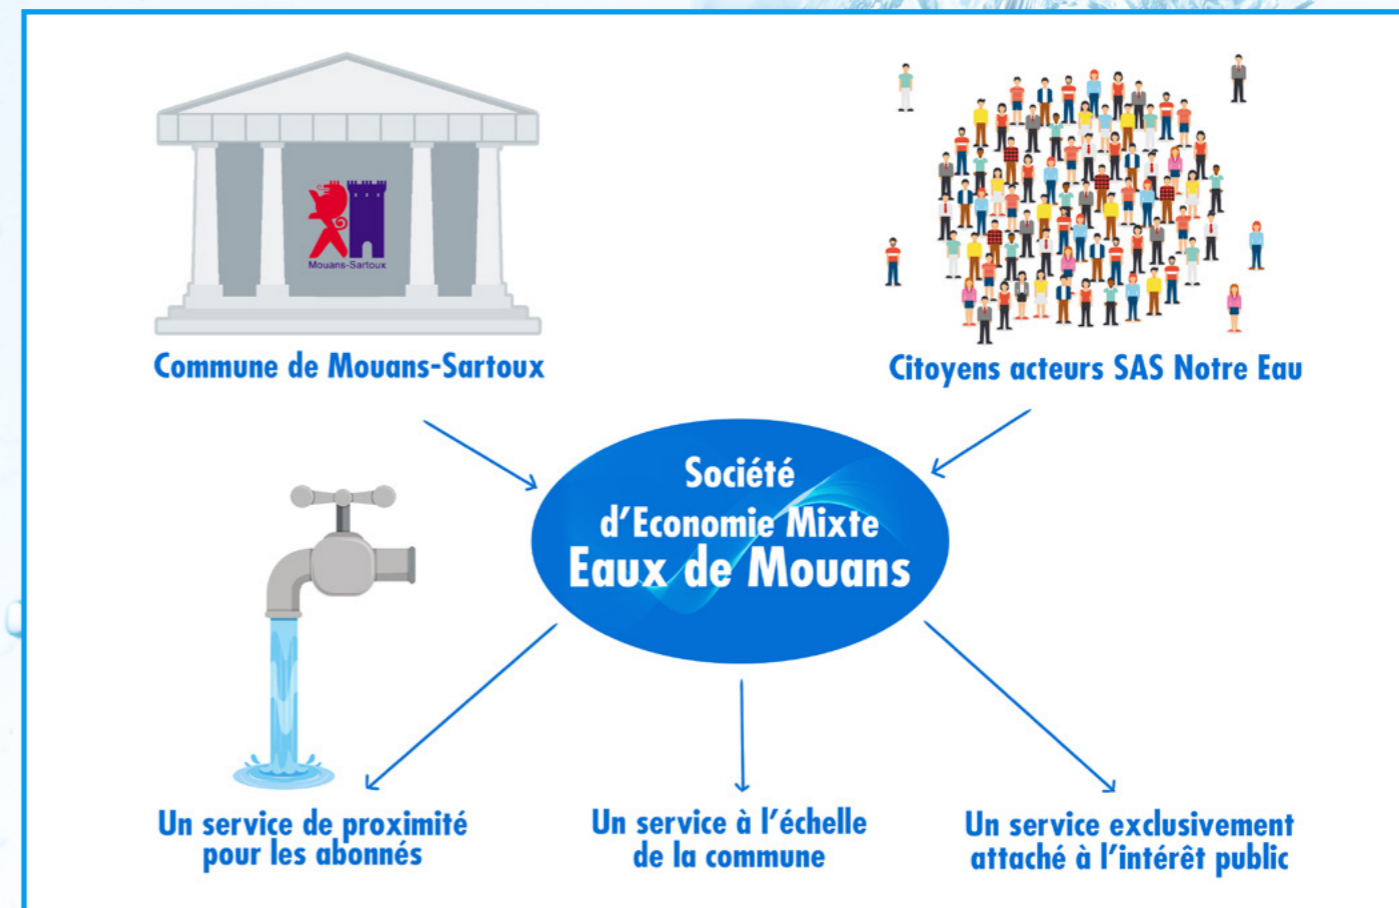 Mouans-Sartoux
Commune de Mouans-Sartoux
Citoyens acteurs SAS Notre Eau
Société
d'Economie Mixte
Eaux de Mouans
Un service de proximité
pour les abonnés
Un service à l'échelle
de la commune
Un service exclusivement
attaché à l'intérêt public